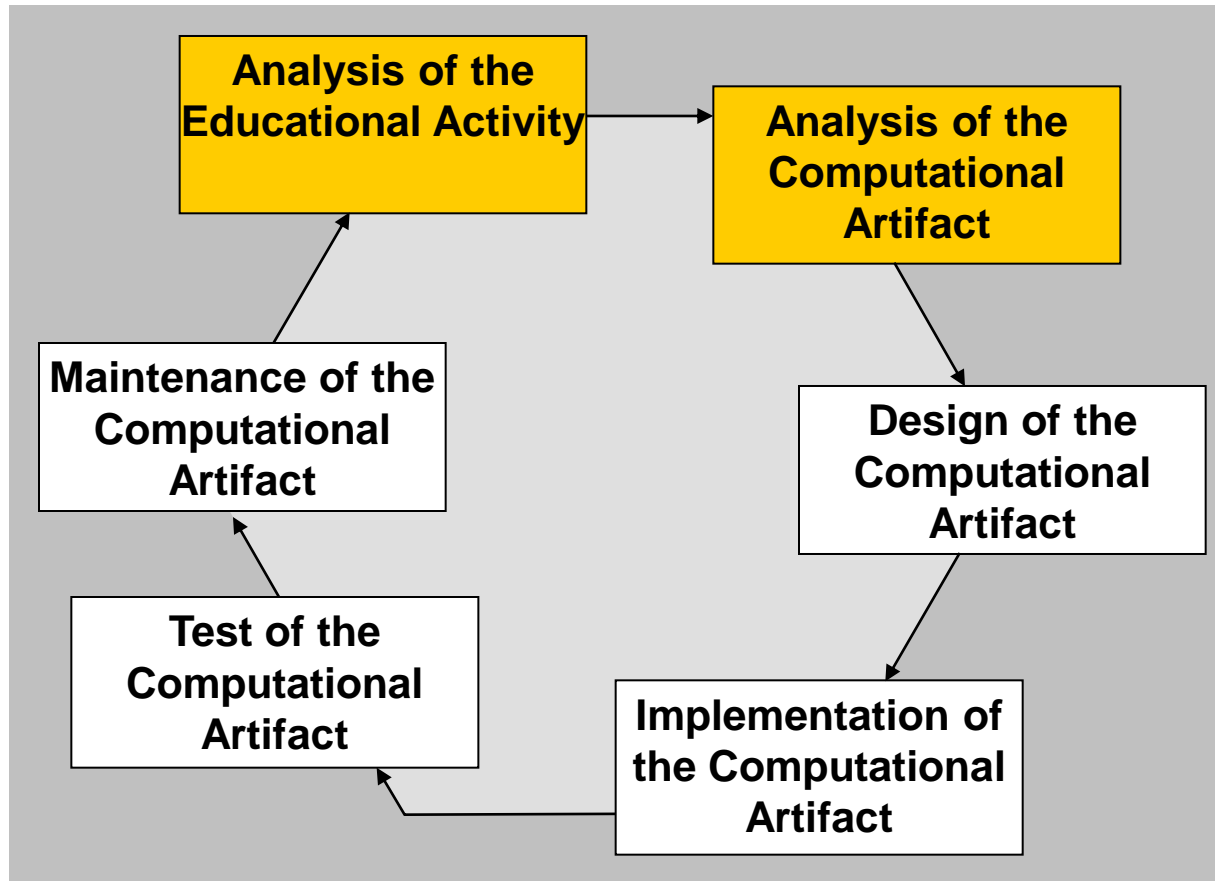 Analysis of the
Educational Activity
Analysis of the
Computational
Artifact
Design of the
Computational
Artifact
Implementation of
the Computational
Artifact
Test of the
Computational
Artifact
Maintenance of the
Computational
Artifact